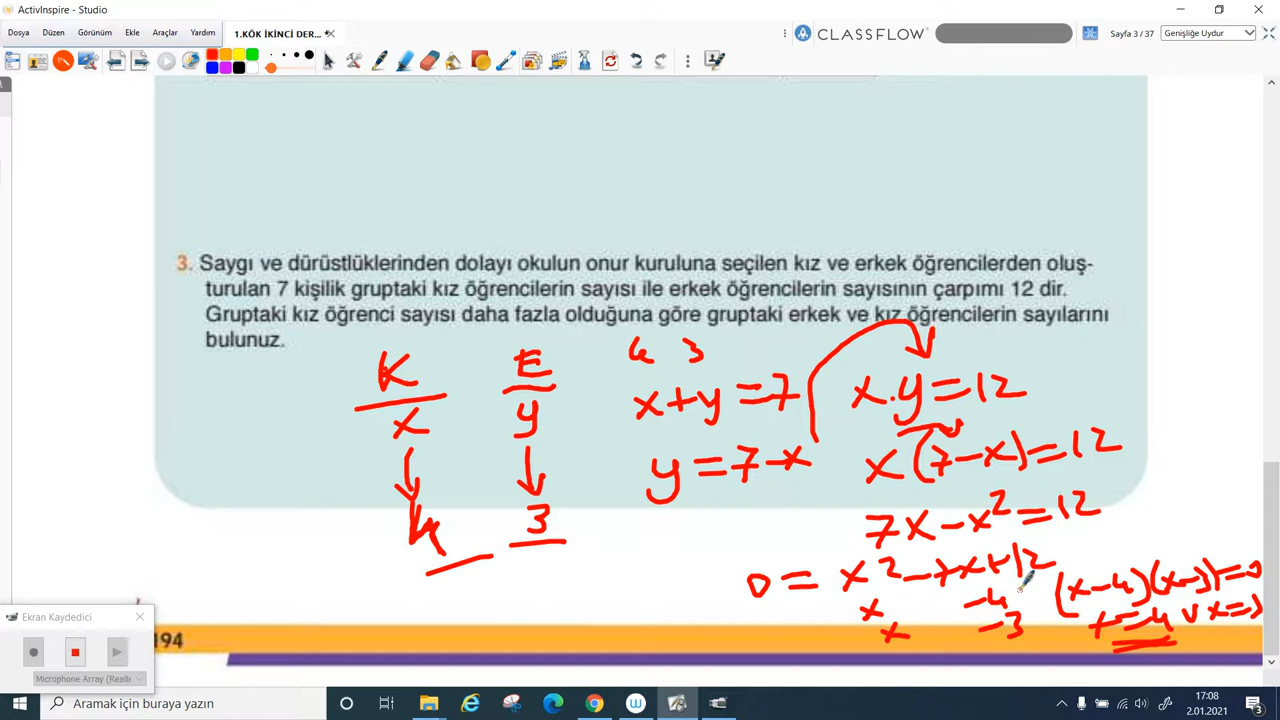 ActivInspire - Studio
Dosya Düzen Görünüm Ekle Araçlar Yardım
1.KÖK İKİNCİ DER...
CLASSFLOW
Sayfa 3 / 37
Genişliğe Uydur
3. Saygı ve dürüstlüklerinden dolayı okulun onur kuruluna seçilen kız ve erkek öğrencilerden oluş-
turulan 7 kişilik gruptaki kız öğrencilerin sayısı ile erkek öğrencilerin sayısının çarpımı 12 dir.
Gruptaki kız öğrenci sayısı daha fazla olduğuna göre gruptaki erkek ve kız öğrencilerin sayılarını
bulunuz.
K E
x y
4 3
4 3
x+y=7
y=7-x
x.y=12
x(7-x)=12
7x-x²=12
0=x²-7x+12
x -4
x -3
(x-4)(x-3)=0
x=4 v x=3
Ekran Kaydedici
Microphone Array (Realte
194
Aramak için buraya yazın
17:08
2.01.2021
3